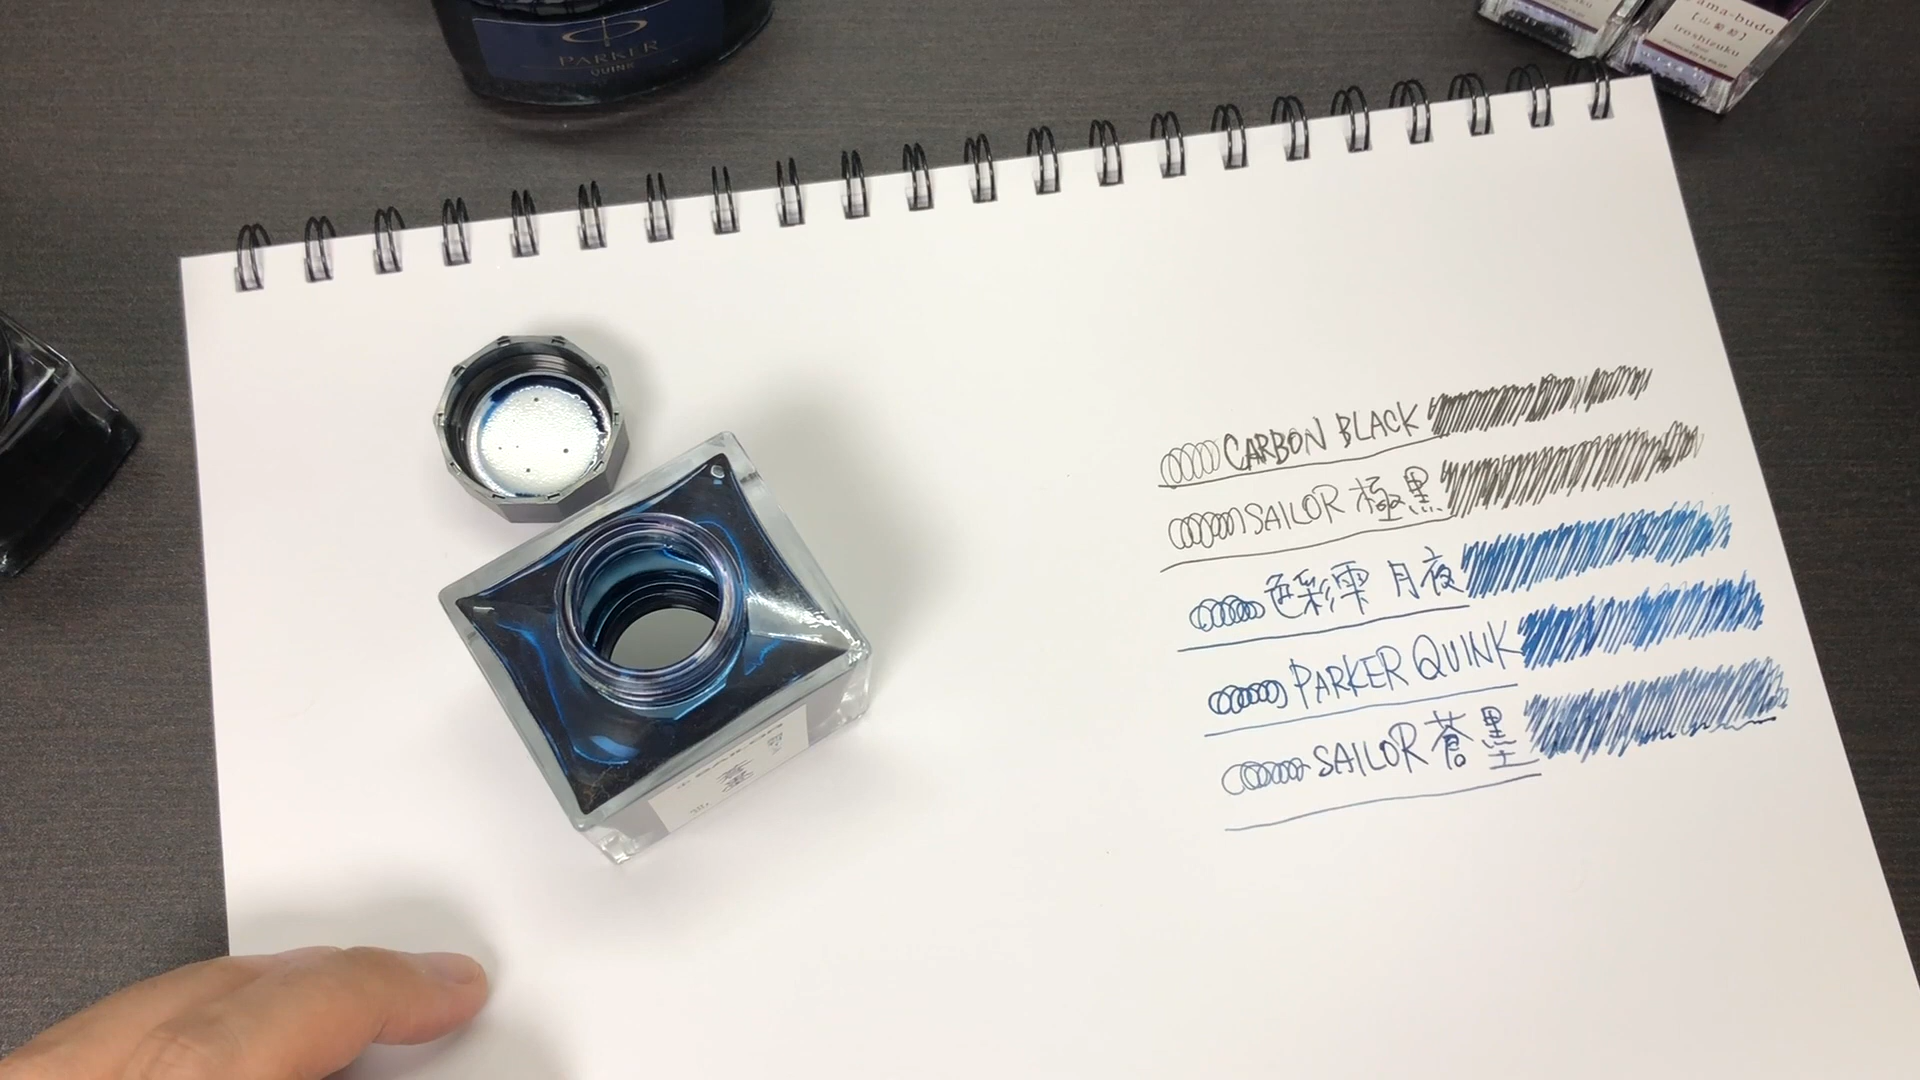 PARKER
QUINK
ama-budo
【山葡萄】
iroshizuku
CARBON BLACK
SAILOR 極黒
色彩雫 月夜
PARKER QUINK
SAILOR 蒼墨